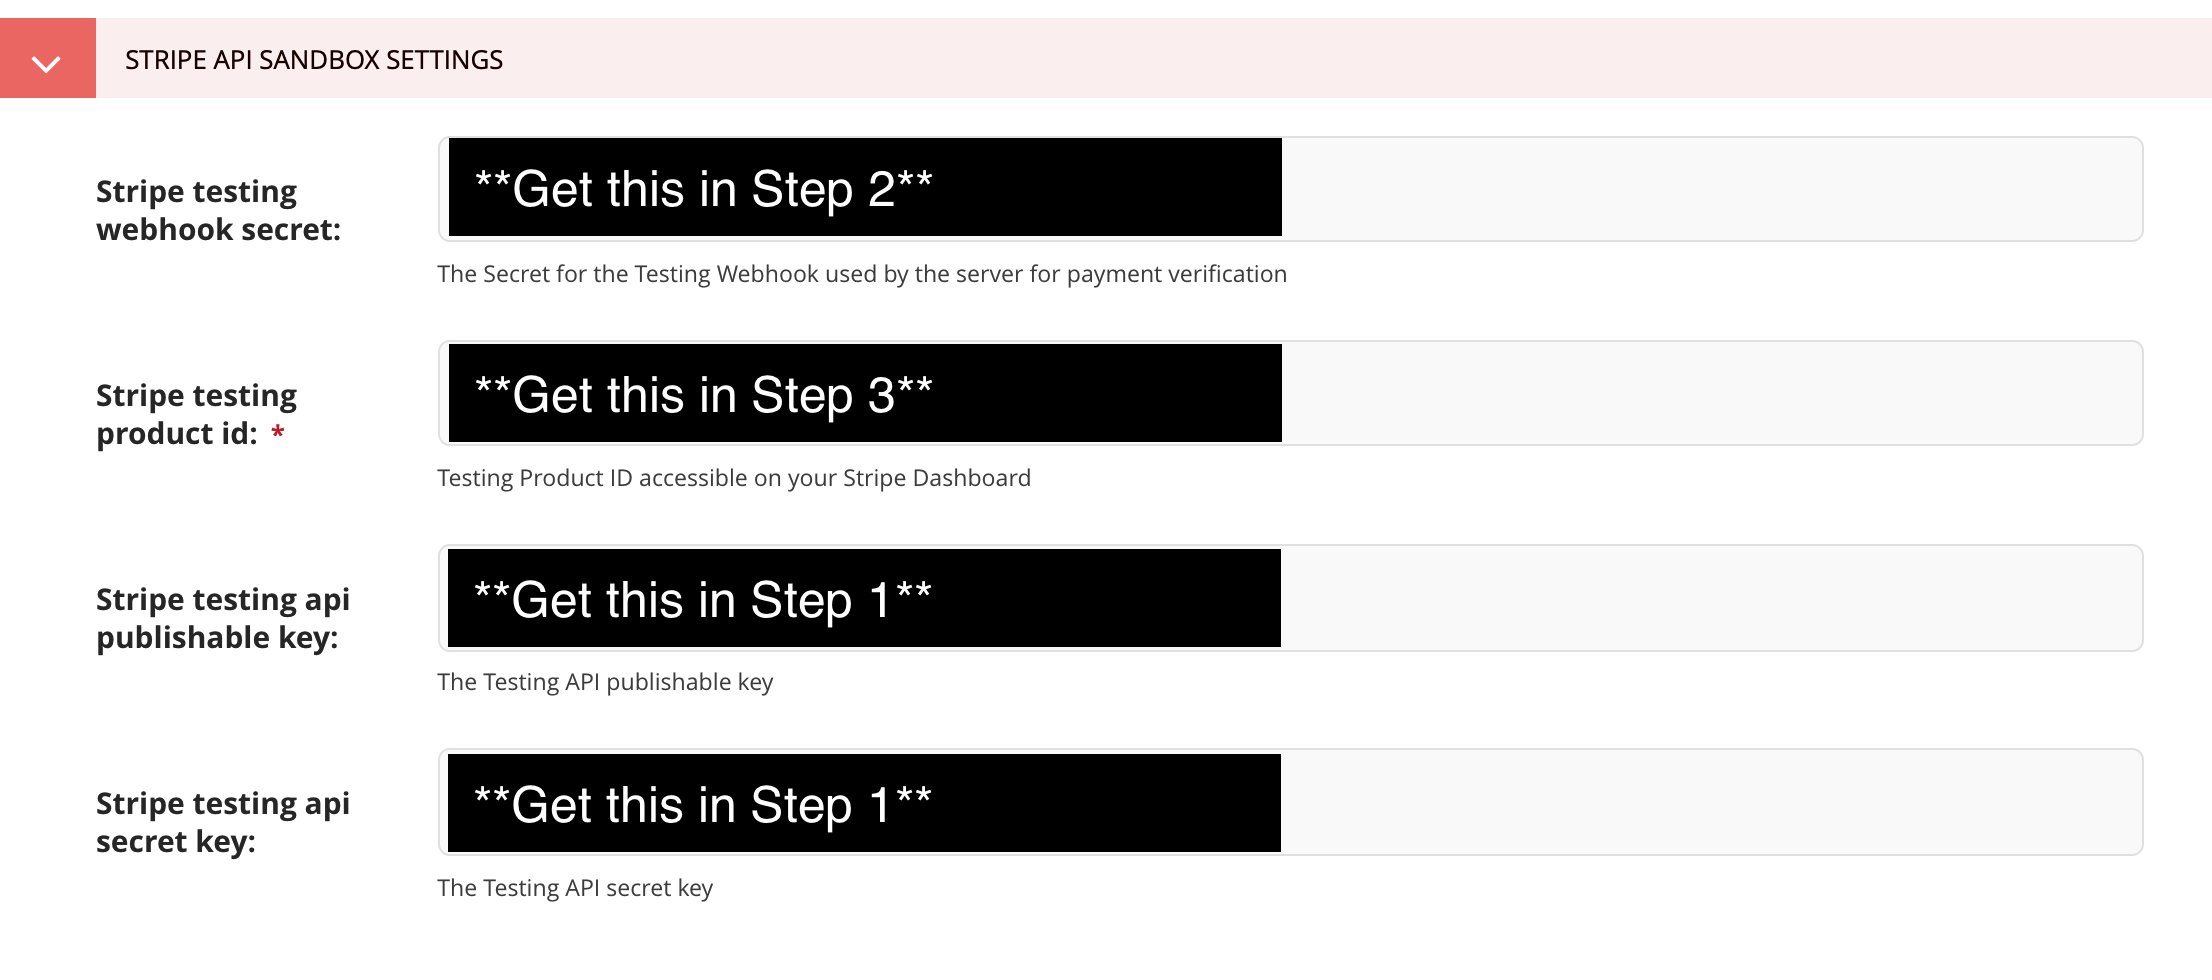 STRIPE API SANDBOX SETTINGS
Stripe testing
webhook secret:
**Get this in Step 2**
The Secret for the Testing Webhook used by the server for payment verification
Stripe testing
product id: *
**Get this in Step 3**
Testing Product ID accessible on your Stripe Dashboard
Stripe testing api
publishable key:
**Get this in Step 1**
The Testing API publishable key
Stripe testing api
secret key:
**Get this in Step 1**
The Testing API secret key